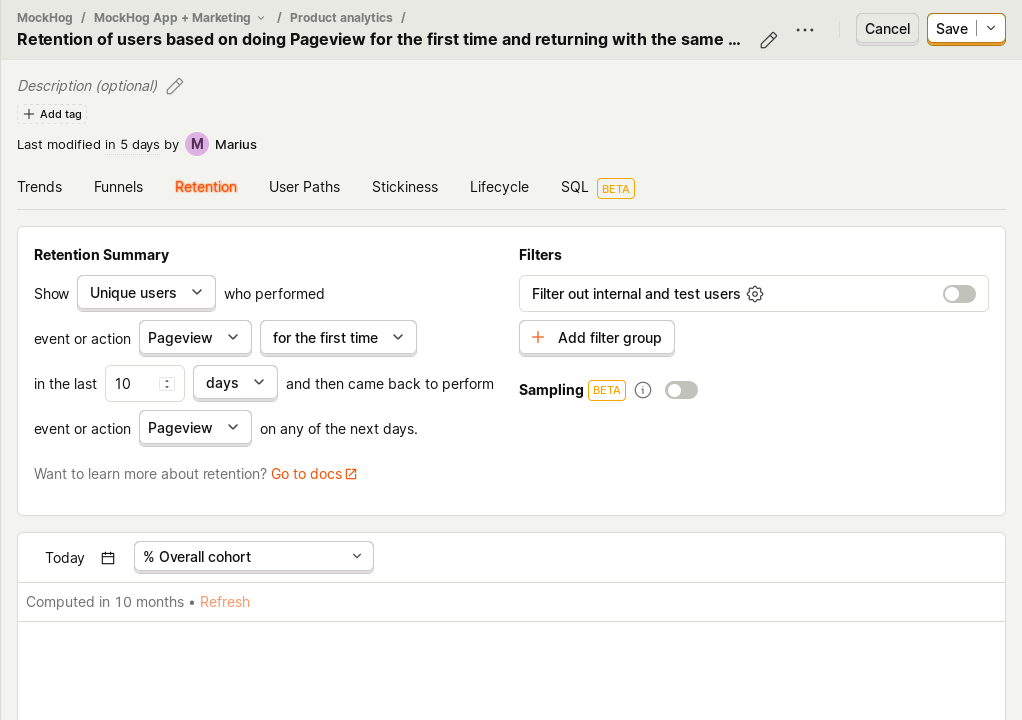 MockHog / MockHog App + Marketing / Product analytics /
Retention of users based on doing Pageview for the first time and returning with the same ...
Cancel
Save
Description (optional)
Add tag
Last modified in 5 days by M Marius
Trends Funnels Retention User Paths Stickiness Lifecycle SQL BETA
Retention Summary
Show Unique users who performed
event or action Pageview for the first time
in the last 10 days and then came back to perform
event or action Pageview on any of the next days.
Want to learn more about retention? Go to docs
Filters
Filter out internal and test users
Add filter group
Sampling BETA
Today % Overall cohort
Computed in 10 months • Refresh